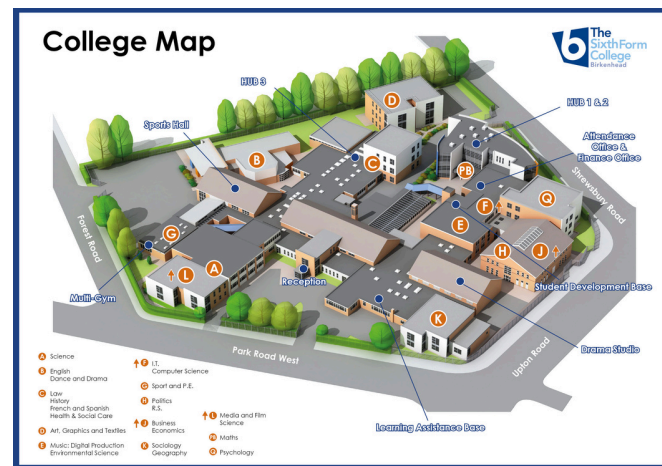 College Map
The
SixthForm
College
Birkenhead
HUB 3
HUB 1 & 2
Sports Hall
Attendance
Office &
Finance Office
D
B
C
PB
Q
F
E
G
H
J
L
A
K
Shrewsbury Road
Forest Road
Reception
Multi-Gym
Student Development Base
Drama Studio
Park Road West
Upton Road
Learning Assistance Base
A Science
B English
Dance and Drama
C Law
History
French and Spanish
Health & Social Care
D Art, Graphics and Textiles
E Music: Digital Production
Environmental Science
F I.T.
Computer Science
G Sport and P.E.
H Politics
R.S.
J Business
Economics
K Sociology
Geography
L Media and Film
Science
PB Maths
Q Psychology